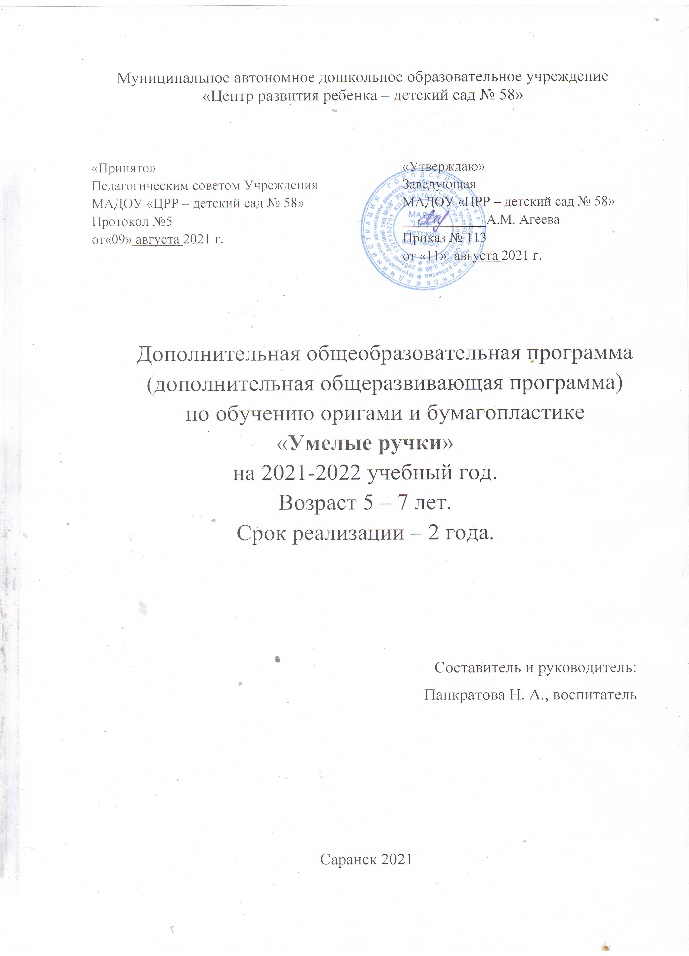 Муниципальное автономное дошкольное образовательное учреждение
«Центр развития ребенка – детский сад № 58»
«Принято»
Педагогическим советом Учреждения
МАДОУ «ЦРР – детский сад № 58»
Протокол №5
от«09» августа 2021 г.
«Утверждаю»
Заведующая
МАДОУ «ЦРР – детский сад № 58»
А.М. Агеева
Приказ № 113
от «11» августа 2021 г.
Дополнительная общеобразовательная программа
(дополнительная общеразвивающая программа)
по обучению оригами и бумагопластике
«Умелые ручки»
на 2021-2022 учебный год.
Возраст 5 – 7 лет.
Срок реализации – 2 года.
Составитель и руководитель:
Панкратова Н. А., воспитатель
Саранск 2021